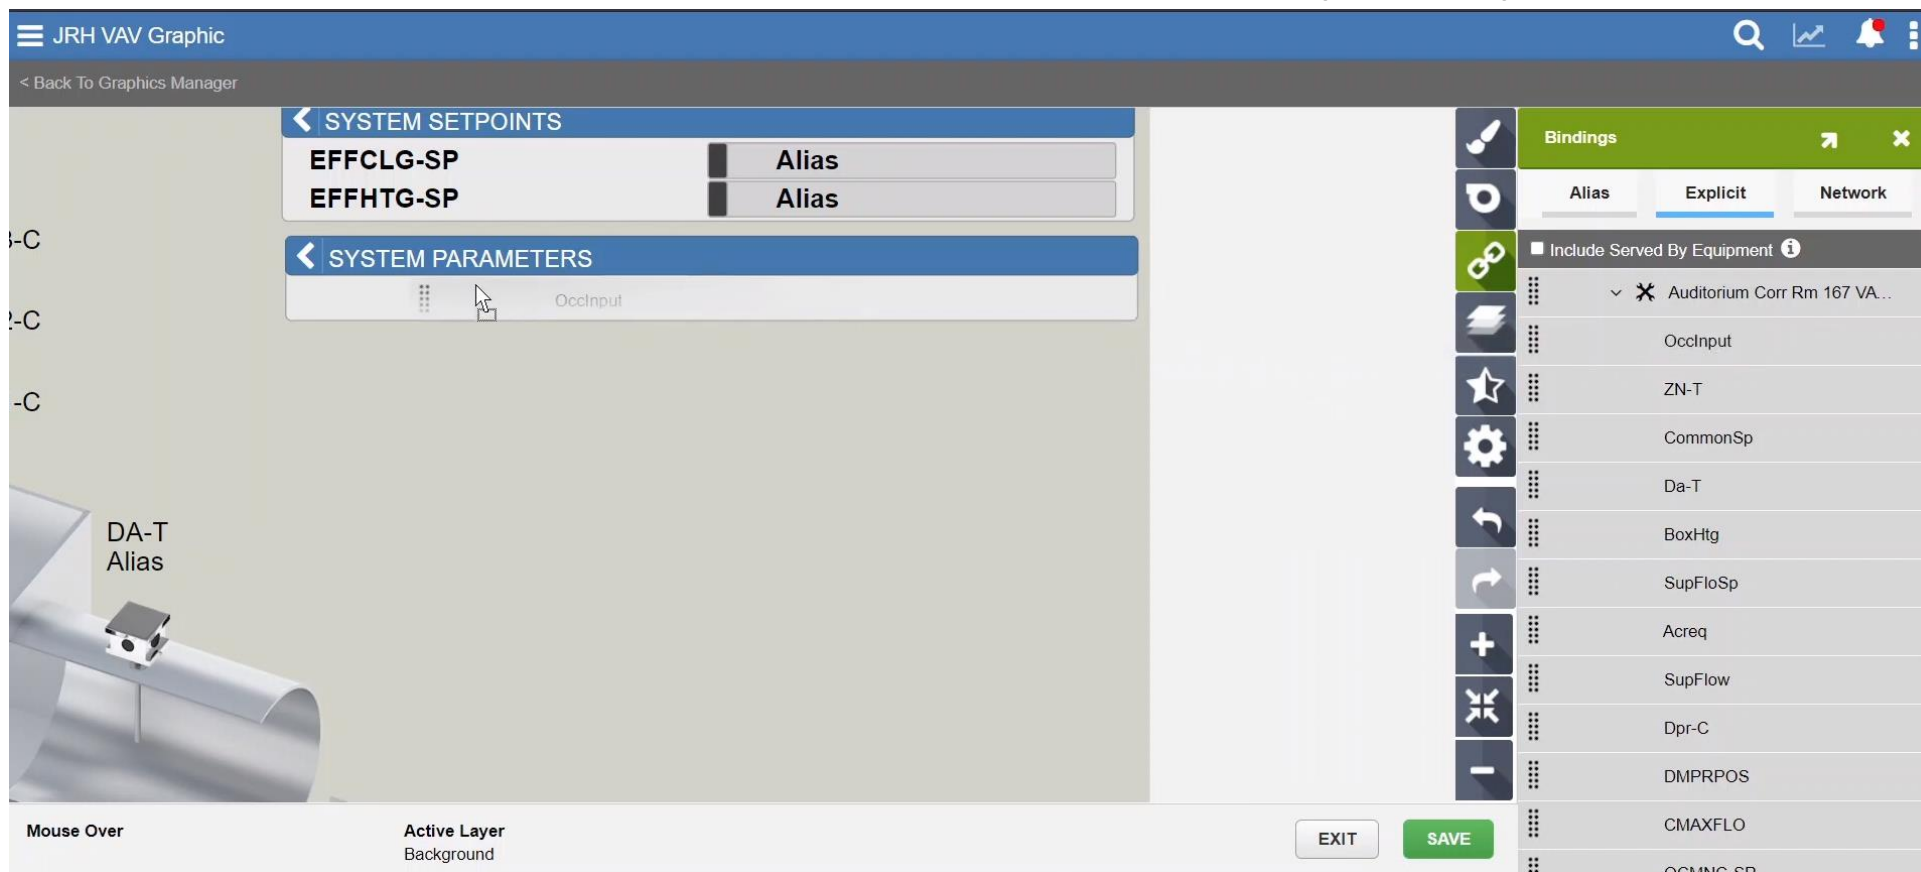 JRH VAV Graphic
< Back To Graphics Manager
SYSTEM SETPOINTS
EFFCLG-SP Alias
EFFHTG-SP Alias
SYSTEM PARAMETERS
OccInput
-C
-C
-C
DA-T
Alias
Bindings
Alias Explicit Network
Include Served By Equipment
Auditorium Corr Rm 167 VA...
OccInput
ZN-T
CommonSp
Da-T
BoxHtg
SupFloSp
Acreq
SupFlow
Dpr-C
DMPRPOS
CMAXFLO
Mouse Over
Active Layer
Background
EXIT
SAVE